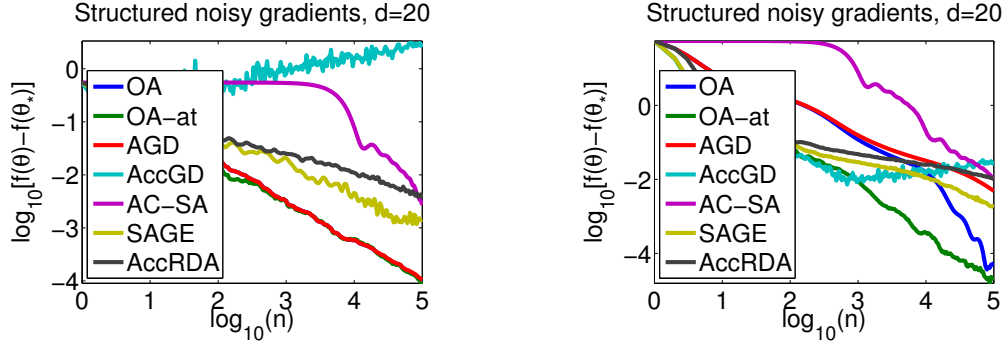 Structured noisy gradients, d=20
log10[f(θ)−f(θ*)]
0
−1
−2
−3
−4
OA
OA−at
AGD
AccGD
AC−SA
SAGE
AccRDA
0 1 2 3 4 5
log10(n)
Structured noisy gradients, d=20
log10[f(θ)−f(θ*)]
0
−2
−4
OA
OA−at
AGD
AccGD
AC−SA
SAGE
AccRDA
0 1 2 3 4 5
log10(n)